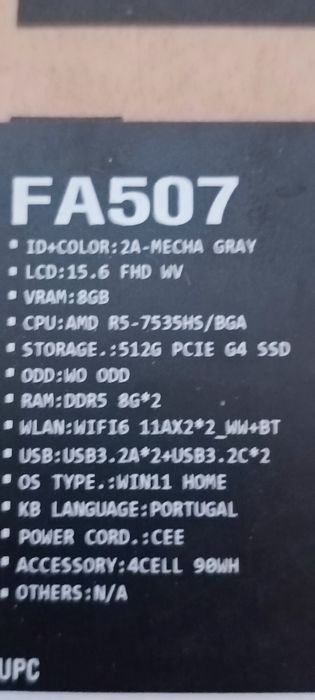 FA507
▪ ID+COLOR:2A-MECHA GRAY
▪ LCD:15.6 FHD WV
▪ VRAM:8GB
▪ CPU:AMD R5-7535HS/BGA
▪ STORAGE.:512G PCIE G4 SSD
▪ ODD:WO ODD
▪ RAM:DDR5 8G*2
▪ WLAN:WIFI6 11AX2*2_WW+BT
▪ USB:USB3.2A*2+USB3.2C*2
▪ OS TYPE.:WIN11 HOME
▪ KB LANGUAGE:PORTUGAL
▪ POWER CORD.:CEE
▪ ACCESSORY:4CELL 90WH
▪ OTHERS:N/A
UPC